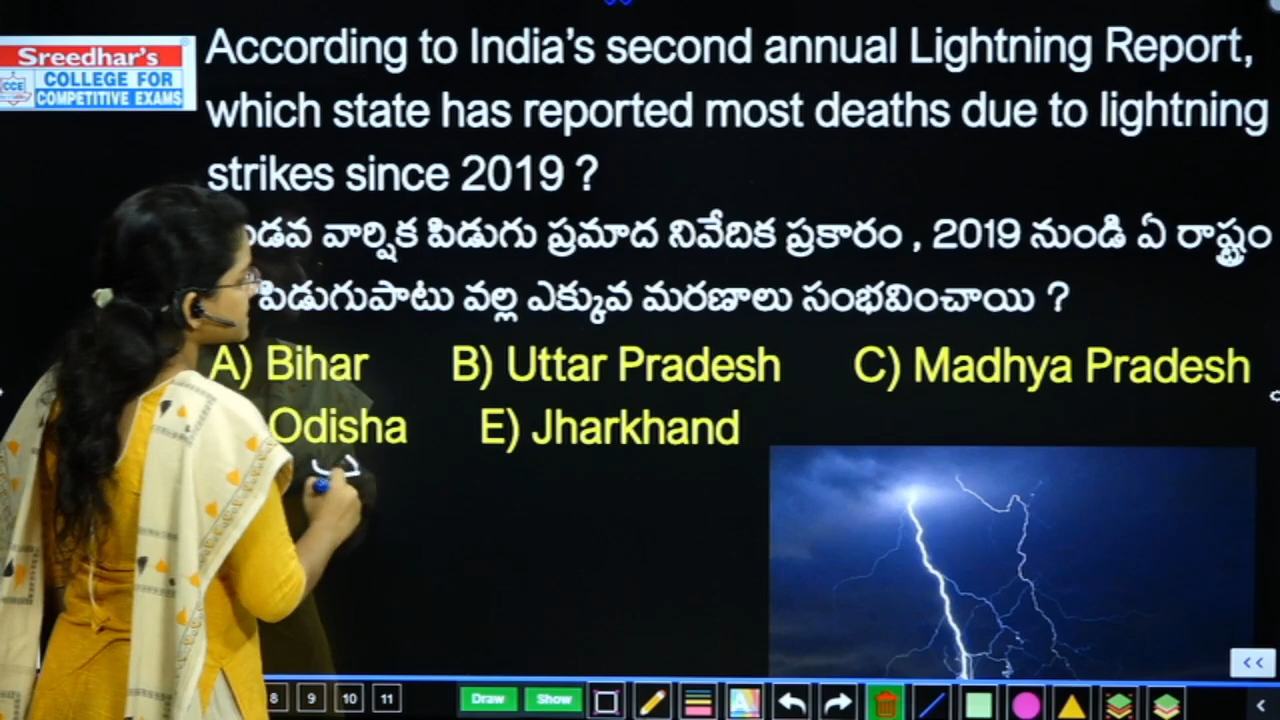 Sreedhar's
CCE
COLLEGE FOR
COMPETITIVE EXAMS
According to India's second annual Lightning Report,
which state has reported most deaths due to lightning
strikes since 2019 ?
వార్షిక పిడుగు ప్రమాద నివేదిక ప్రకారం , 2019 నుండి ఏ రాష్ట్రం
పిడుగుపాటు వల్ల ఎక్కువ మరణాలు సంభవించాయి ?
A) Bihar B) Uttar Pradesh C) Madhya Pradesh
Odisha E) Jharkhand
<<
8 9 10 11 Draw Show